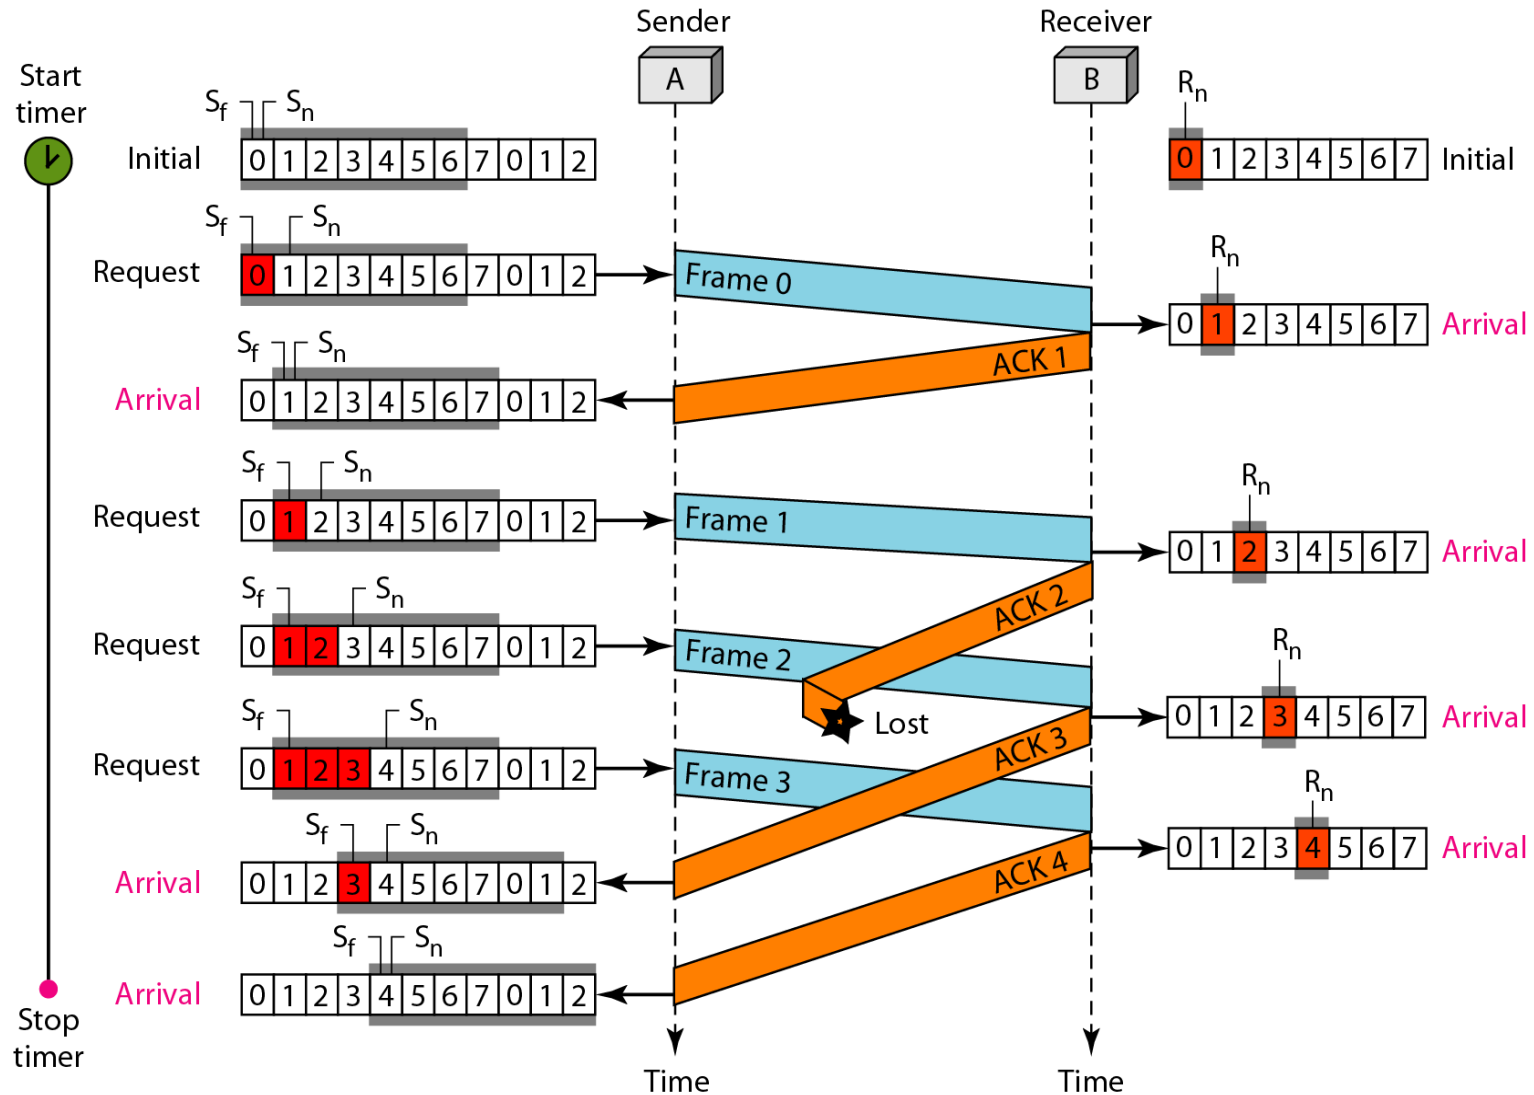 Sender
Receiver
A
B
Start
timer
Sf Sn
Rn
Initial
0 1 2 3 4 5 6 7 0 1 2
0 1 2 3 4 5 6 7
Initial
Sf Sn
Request
0 1 2 3 4 5 6 7 0 1 2
Frame 0
Rn
0 1 2 3 4 5 6 7
Arrival
Sf Sn
ACK 1
Arrival
0 1 2 3 4 5 6 7 0 1 2
Sf Sn
Request
0 1 2 3 4 5 6 7 0 1 2
Frame 1
Rn
0 1 2 3 4 5 6 7
Arrival
Sf Sn
ACK 2
Request
0 1 2 3 4 5 6 7 0 1 2
Frame 2
Rn
0 1 2 3 4 5 6 7
Arrival
Lost
Sf Sn
ACK 3
Request
0 1 2 3 4 5 6 7 0 1 2
Frame 3
Rn
0 1 2 3 4 5 6 7
Arrival
Sf Sn
ACK 4
Arrival
0 1 2 3 4 5 6 7 0 1 2
Sf Sn
Arrival
0 1 2 3 4 5 6 7 0 1 2
Stop
timer
Time
Time